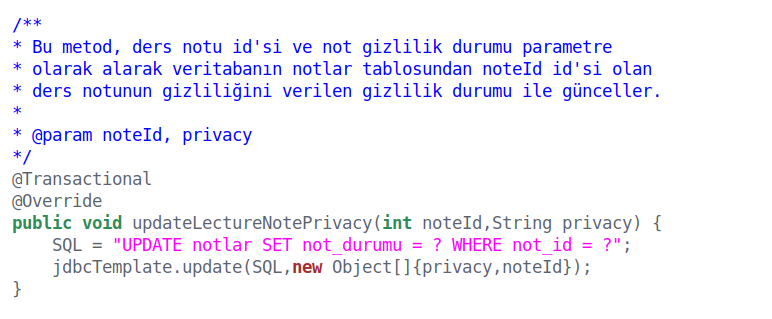 /**
* Bu metod, ders notu id'si ve not gizlilik durumu parametre
* olarak alarak veritabanın notlar tablosundan noteId id'si olan
* ders notunun gizliliğini verilen gizlilik durumu ile günceller.
*
* @param noteId, privacy
*/
@Transactional
@Override
public void updateLectureNotePrivacy(int noteId,String privacy) {
    SQL = "UPDATE notlar SET not_durumu = ? WHERE not_id = ?";
    jdbcTemplate.update(SQL,new Object[]{privacy,noteId});
}